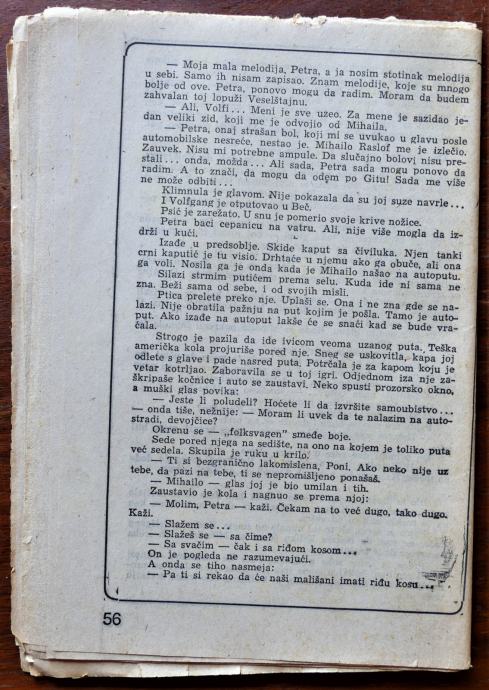 — Moja mala melodija, Petra, a ja nosim stotinak melodija
u sebi. Samo ih nisam zapisao. Znam melodije, koje su mnogo
bolje od ove. Petra, ponovo mogu da radim. Moram da budem
zahvalan toj lopuži Veselštajnu.
— Ali, Volfi... Meni je sve uzeo. Za mene je sazidao je-
dan veliki zid, koji me je odvojio od Mihaila.
— Petra, onaj strašan bol, koji mi se uvukao u glavu posle
automobilske nesreće, nestao je. Mihailo Raslof me je izlečio.
Zauvek. Nisu mi potrebne ampule. Da slučajno bolovi nisu pre-
stali... onda, možda... Ali sada, Petra sada mogu ponovo da
radim. A to znači, da mogu da odem po Gitu! Sada me više
ne može odbiti...
Klimnula je glavom. Nije pokazala da su joj suze navrle...
I Volfgang je otputovao u Beč.
Psić je zarežato. U snu je pomerio svoje krive nožice.
Petra baci cepanicu na vatru. Ali, nije više mogla da iz-
drži u kući.
Izađe u predsoblje. Skide kaput sa čiviluka. Njen tanki
crni kaputić je tu visio. Drhtaće u njemu ako ga obuče, ali ona
ga voli. Nosila ga je onda kada je Mihailo našao na autoputu.
Silazi strmim putićem prema selu. Kuda ide ni sama ne
zna. Beži sama od sebe, i od svojih misli.
Ptica prelete preko nje. Uplaši se. Ona i ne zna gde se na-
lazi. Nije obratila pažnju na put kojim je pošla. Tamo je auto-
put. Ako izađe na autoput lakše će se snaći kad se bude vra-
ćala.
Strogo je pazila da ide ivicom veoma uzanog puta. Teška
američka kola projuriše pored nje. Sneg se uskovitla, kapa joj
odlete s glave i pade nasred puta. Potrčala je za kapom koju je
vetar kotrljao. Zaboravila se u toj igri. Odjednom iza nje za-
škripaše kočnice i auto se zaustavi. Neko spusti prozorsko okno,
a muški glas povika:
— Jeste li poludeli? Hoćete li da izvršite samoubistvo...
— onda tiše, nežnije: — Moram li uvek da te nalazim na auto-
stradi, devojčice?
Okrenu se — „folksvagen" smeđe boje.
Sede pored njega na sedište, na ono na kojem je toliko puta
već sedela. Skupila je ruku u krilo.
— Ti si bezgranično lakomislena, Poni. Ako neko nije uz
tebe, da pazi na tebe, ti se nepromišljeno ponašaš.
— Mihailo — glas joj je bio umilan i tih.
Zaustavio je kola i nagnuo se prema njoj:
— Molim, Petra — kaži. Čekam na to već dugo, tako dugo.
Kaži.
— Slažem se...
— Slažeš se — sa čime?
— Sa svačim — čak i sa riđom kosom...
On je pogleda ne razumevajući.
A onda se tiho nasmeja:
— Pa ti si rekao da će naši mališani imati riđu kosu...
56